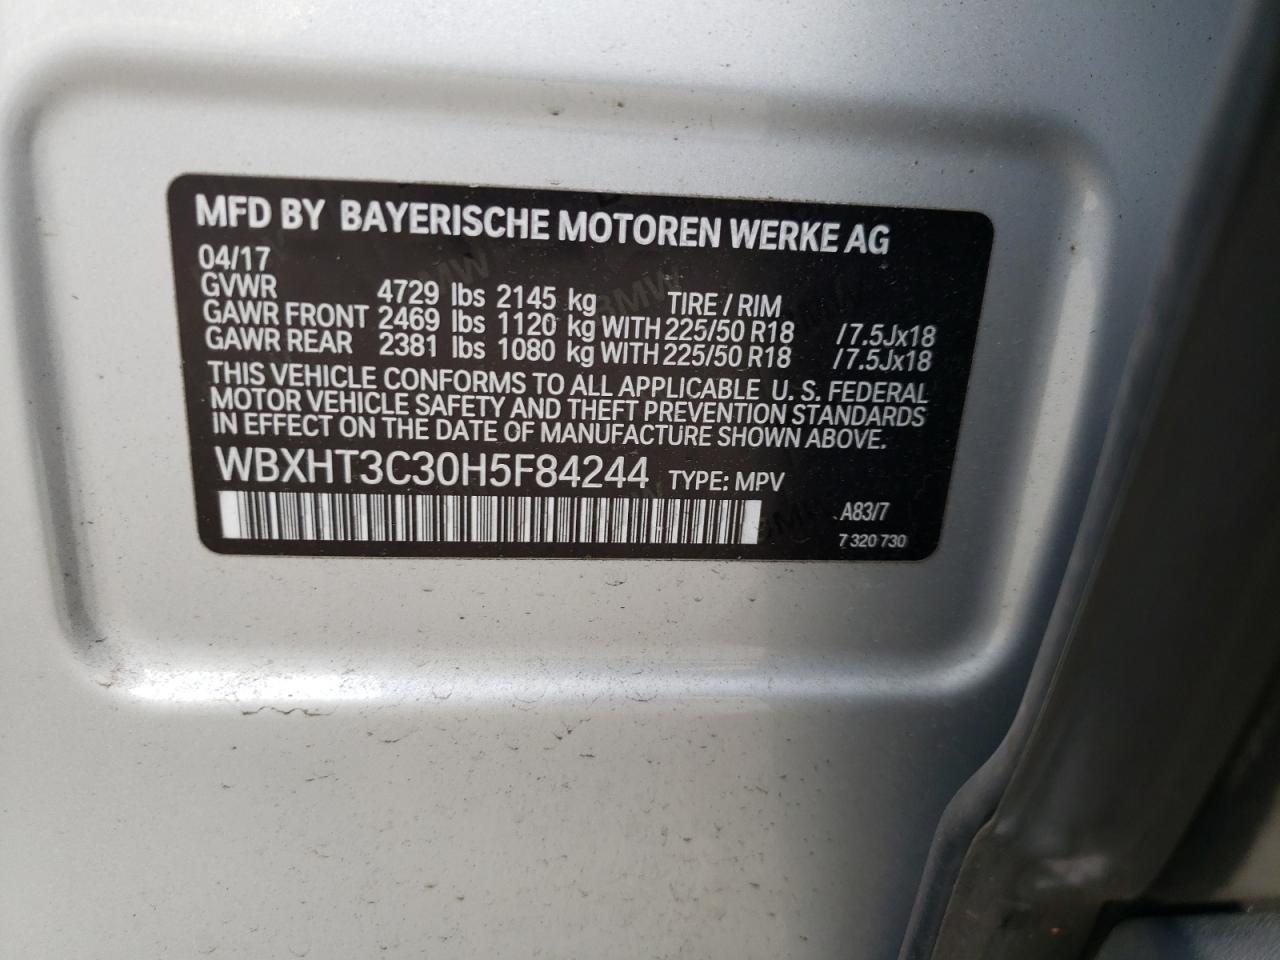 MFD BY BAYERISCHE MOTOREN WERKE AG
04/17
GVWR 4729 lbs 2145 kg TIRE / RIM
GAWR FRONT 2469 lbs 1120 kg WITH 225/50 R18 /7.5Jx18
GAWR REAR 2381 lbs 1080 kg WITH 225/50 R18 /7.5Jx18
THIS VEHICLE CONFORMS TO ALL APPLICABLE U. S. FEDERAL
MOTOR VEHICLE SAFETY AND THEFT PREVENTION STANDARDS
IN EFFECT ON THE DATE OF MANUFACTURE SHOWN ABOVE.
WBXHT3C30H5F84244 TYPE: MPV
A83/7
7 320 730